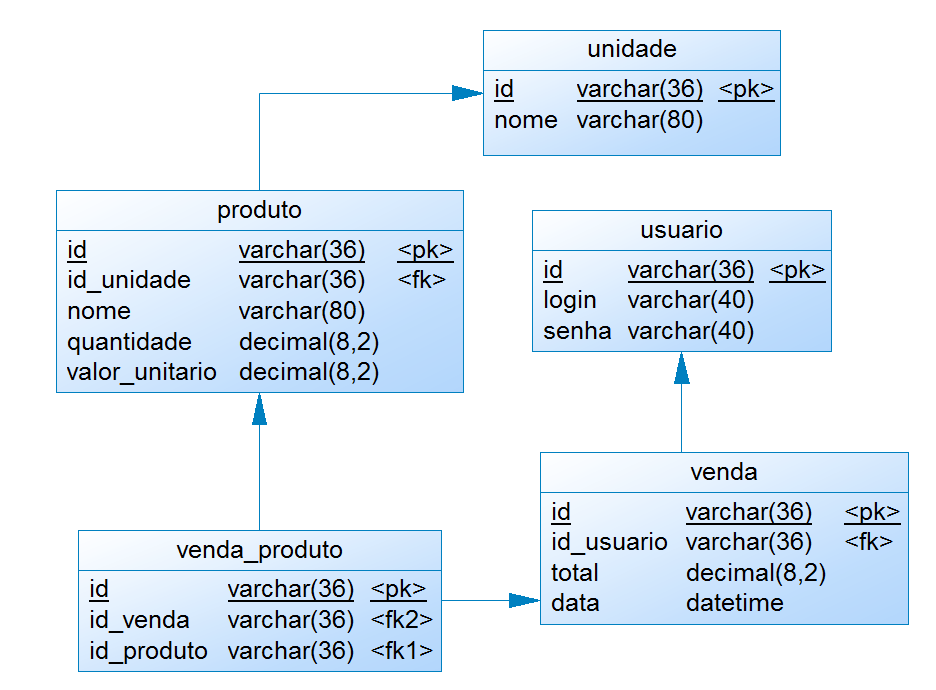 unidade
id varchar(36) <pk>
nome varchar(80)
produto
id varchar(36) <pk>
id_unidade varchar(36) <fk>
nome varchar(80)
quantidade decimal(8,2)
valor_unitario decimal(8,2)
usuario
id varchar(36) <pk>
login varchar(40)
senha varchar(40)
venda
id varchar(36) <pk>
id_usuario varchar(36) <fk>
total decimal(8,2)
data datetime
venda_produto
id varchar(36) <pk>
id_venda varchar(36) <fk2>
id_produto varchar(36) <fk1>